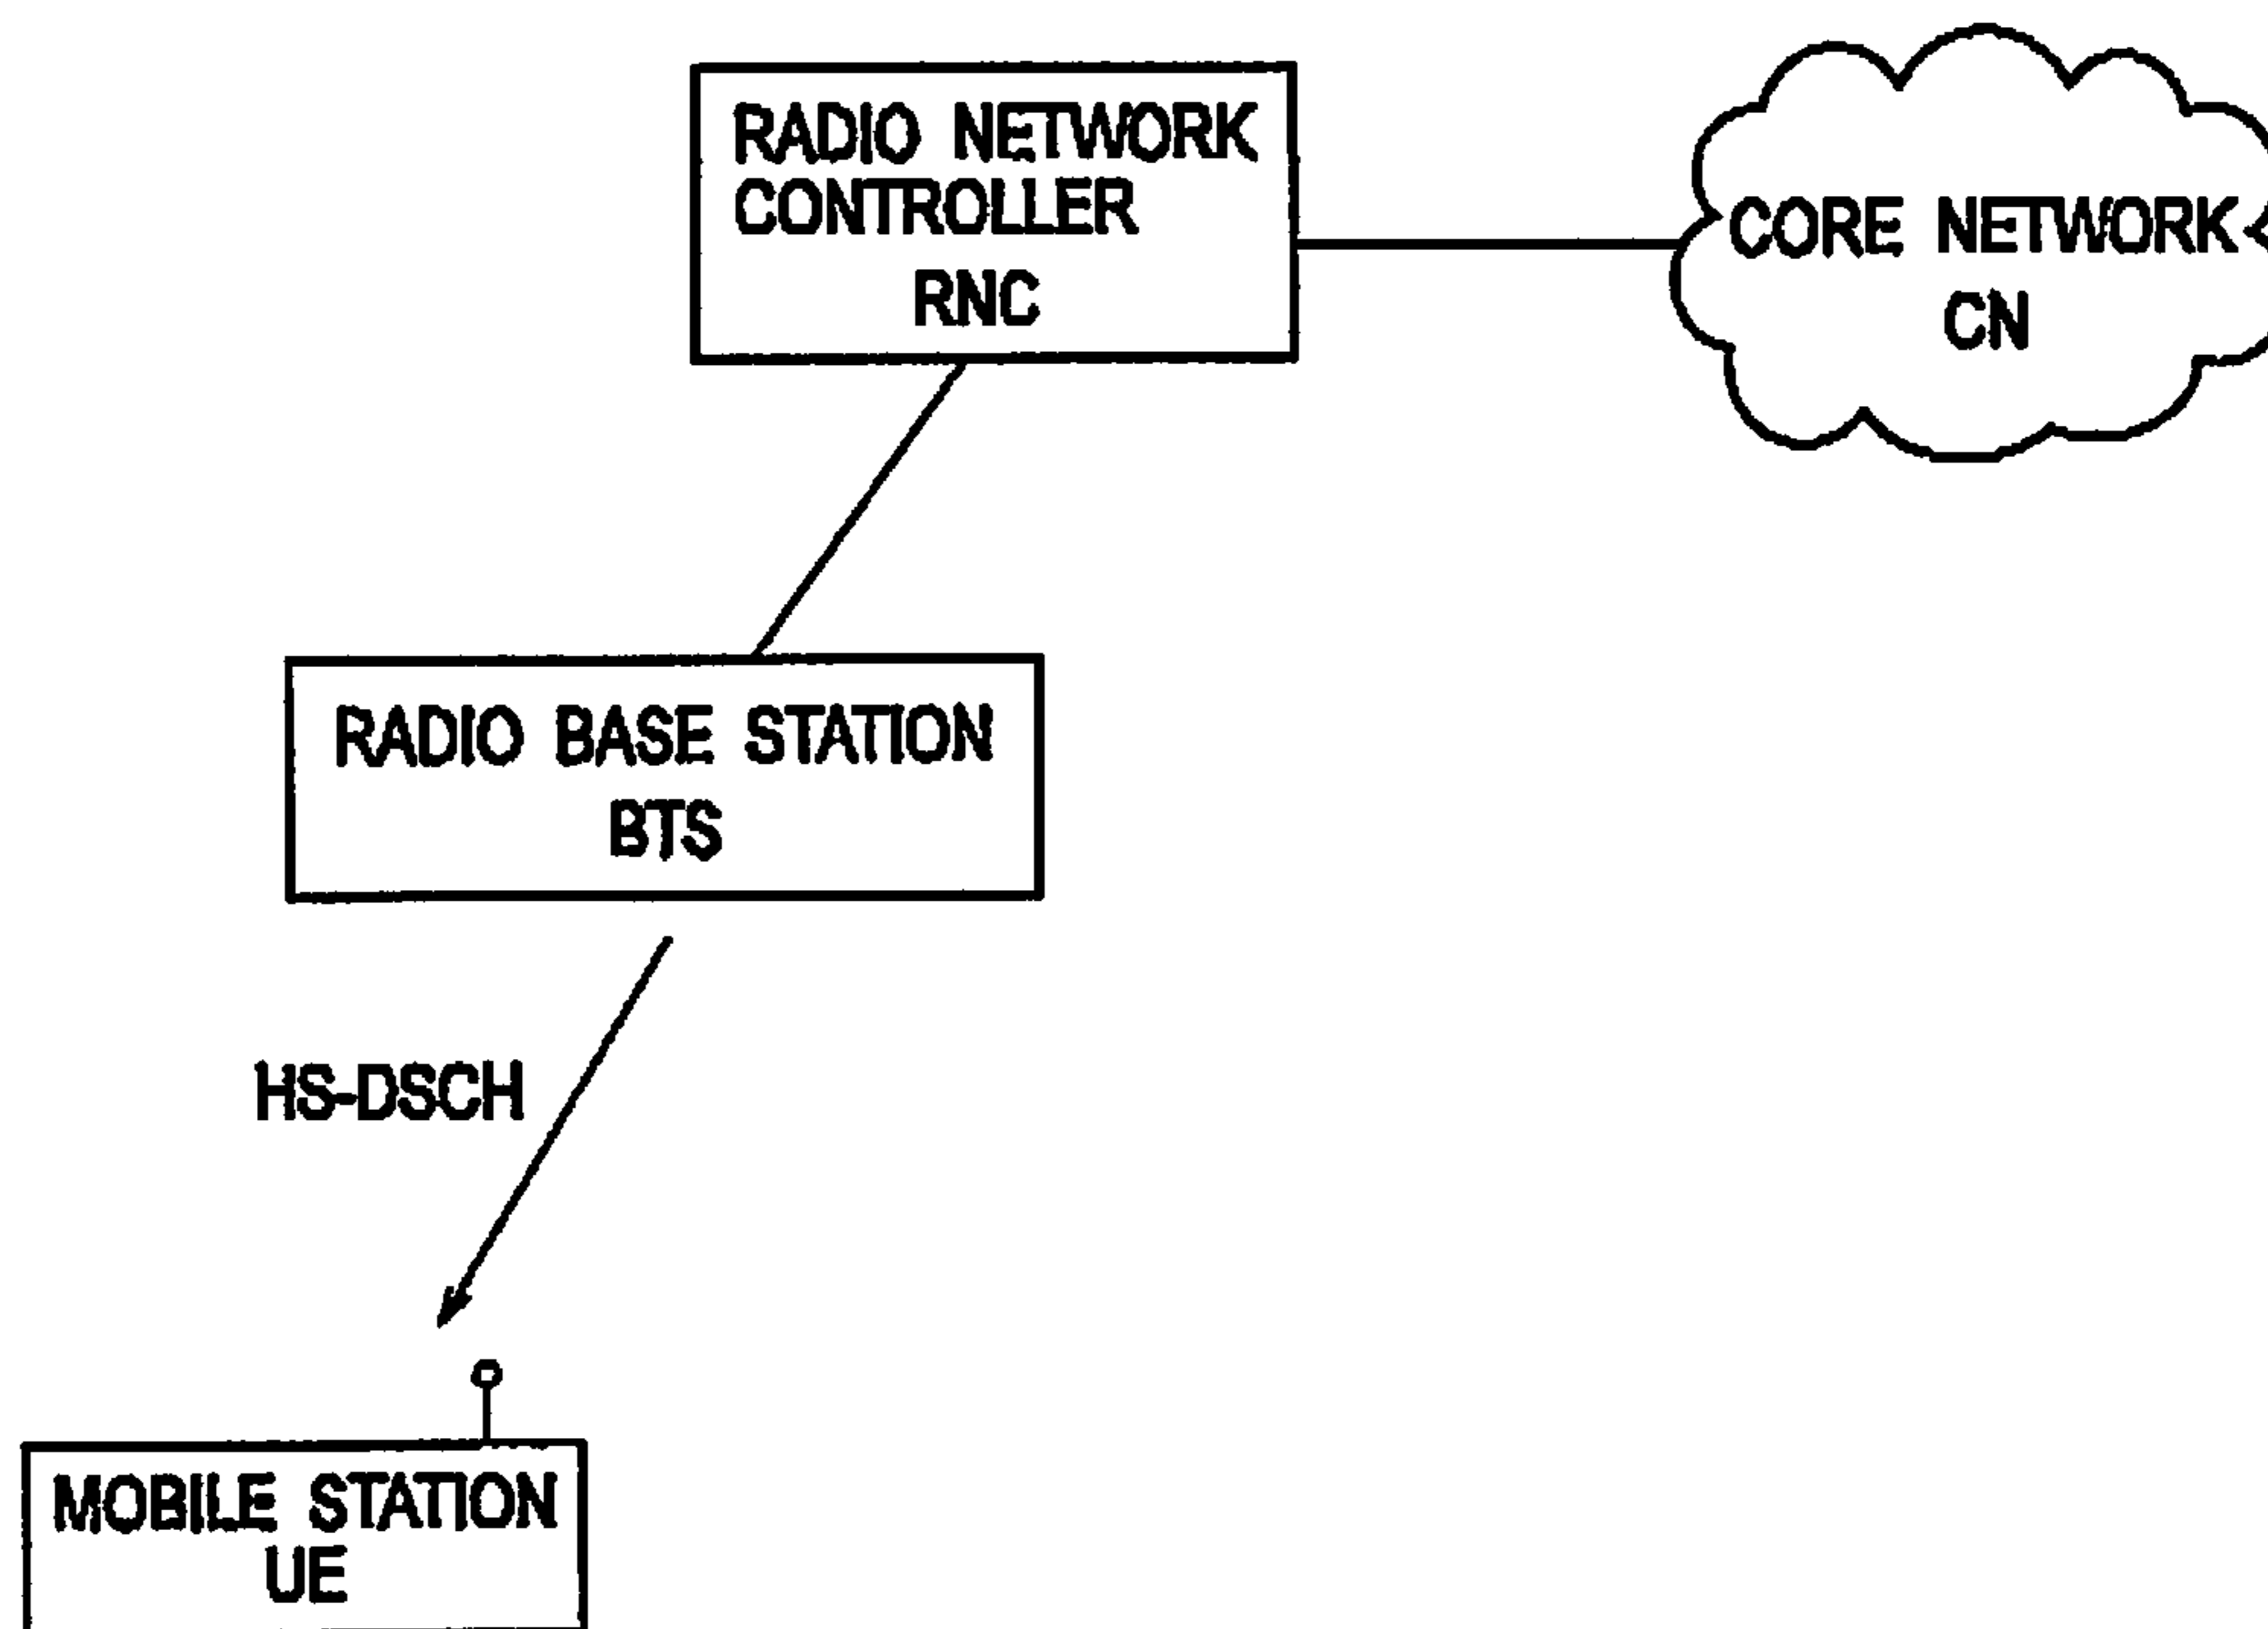 RADIO NETWORK
CONTROLLER
RNC
CORE NETWORK
CN
RADIO BASE STATION
BTS
HS-DSCH
MOBILE STATION
UE